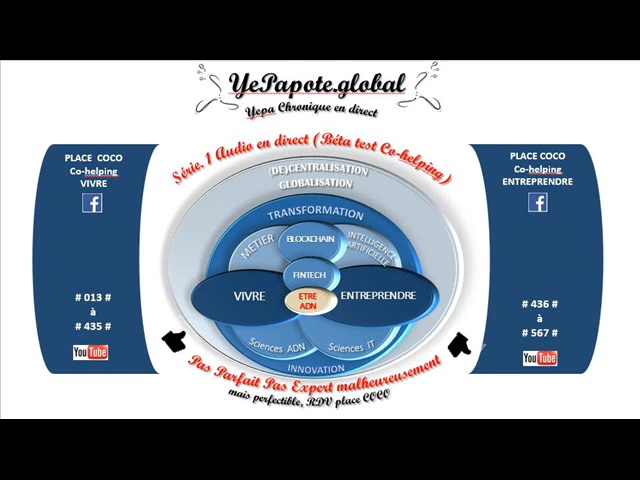 YePapote.global
Yepa Chronique en direct
Série, 1 Audio en direct (Béta test Co-helping)
PLACE COCO
Co-helping
VIVRE
# 013 #
à
# 435 #
YouTube
(DE)CENTRALISATION
GLOBALISATION
TRANSFORMATION
METIER
BLOCKCHAIN
INTELLIGENCE
ARTIFICIELLE
FINTECH
VIVRE
ETRE
ADN
ENTREPRENDRE
Sciences ADN
Sciences IT
INNOVATION
Pas Parfait Pas Expert malheureusement
mais perfectible, RDV place COCO
PLACE COCO
Co-helping
ENTREPRENDRE
# 436 #
à
# 567 #
YouTube